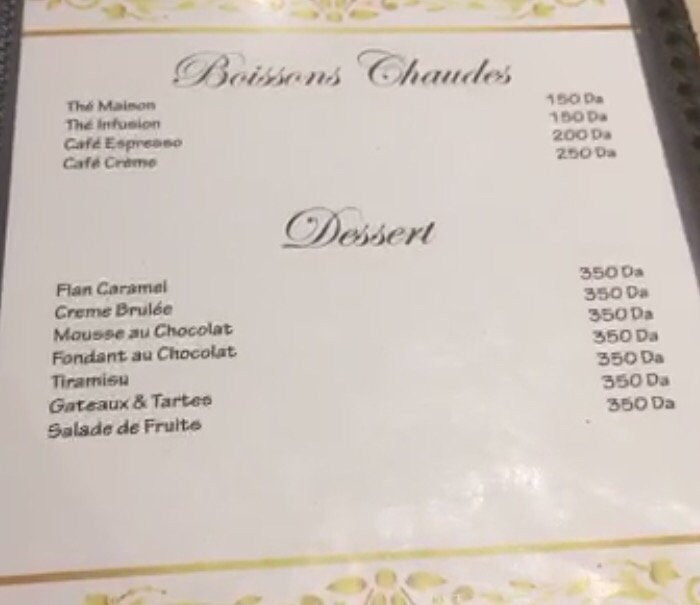 Boissons Chaudes
Thé Maison 150 Da
Thé Infusion 150 Da
Café Espresso 200 Da
Café Crème 250 Da
Dessert
Flan Caramel 350 Da
Creme Brulée 350 Da
Mousse au Chocolat 350 Da
Fondant au Chocolat 350 Da
Tiramisu 350 Da
Gateaux & Tartes 350 Da
Salade de Fruits 350 Da